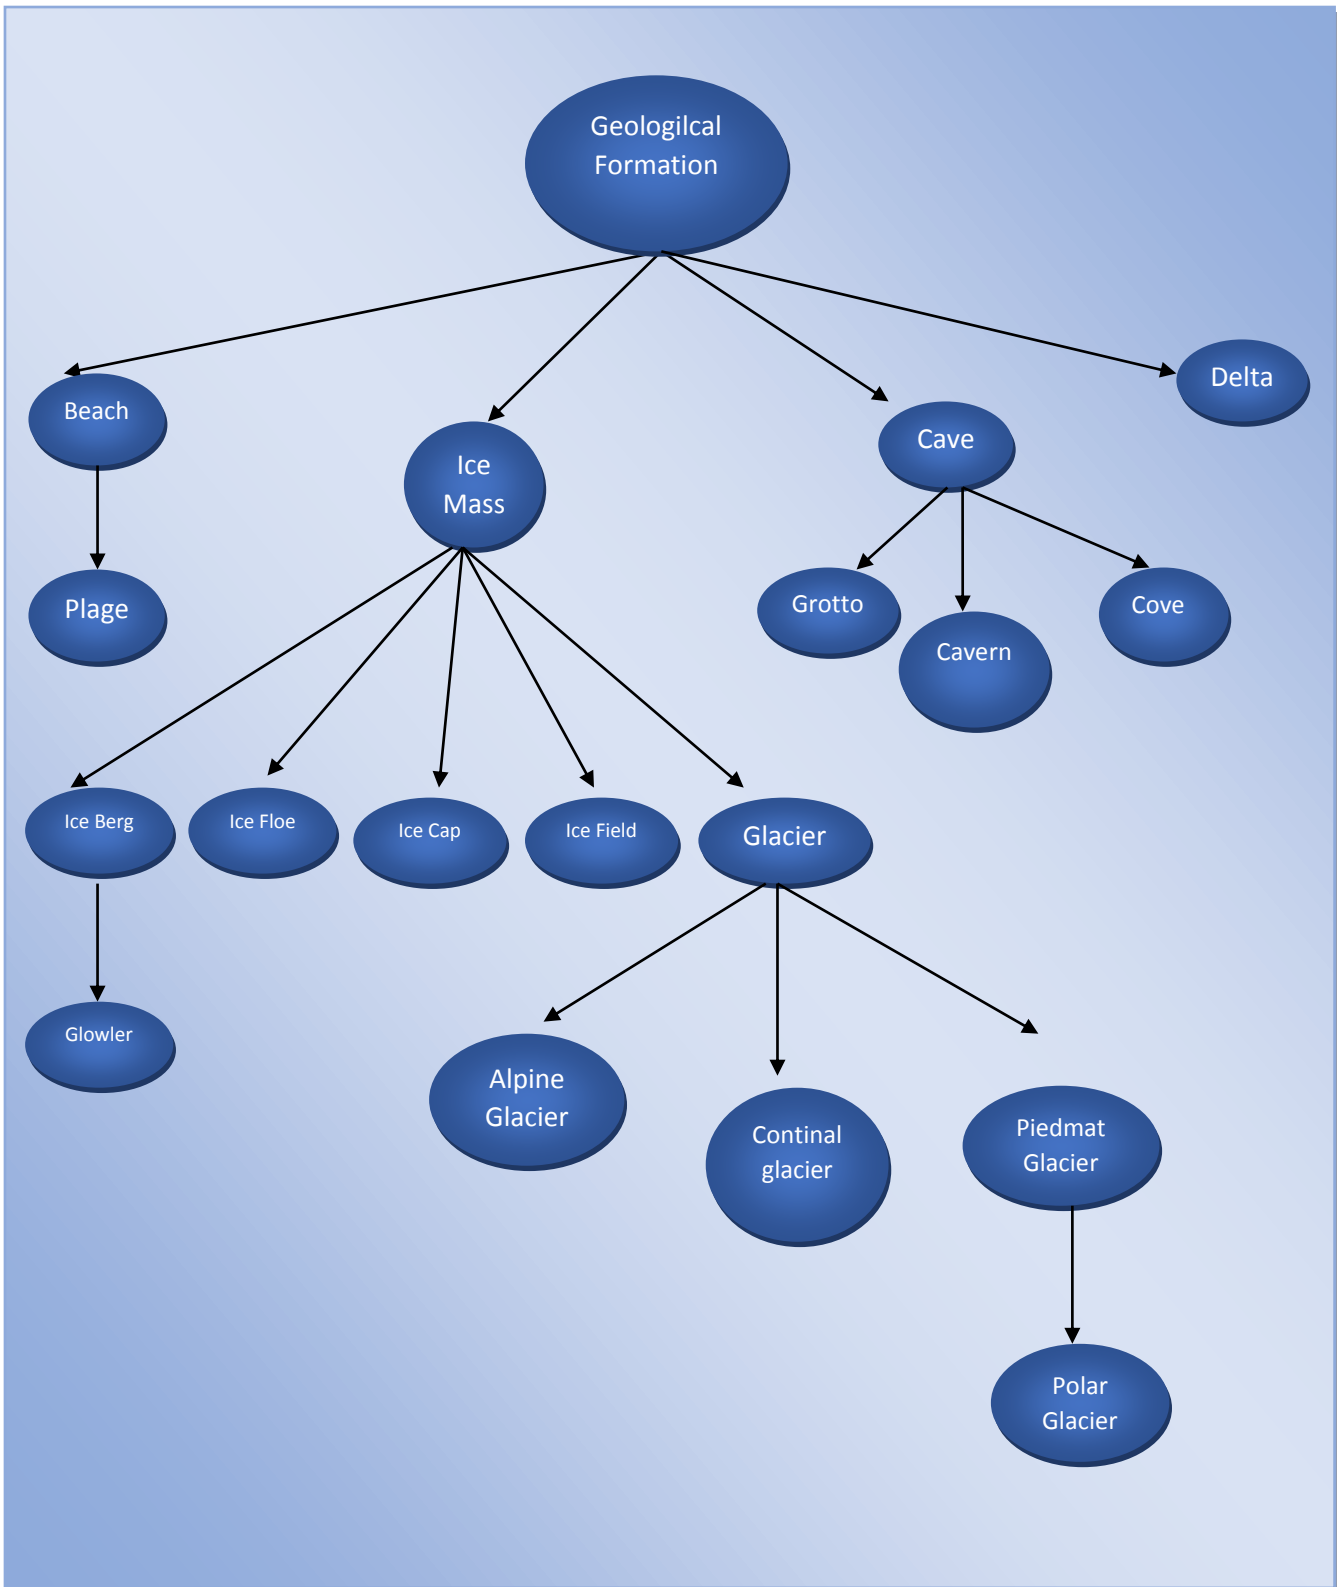 Geologilcal
Formation
Delta
Beach
Cave
Ice
Mass
Plage
Grotto
Cove
Cavern
Ice Berg
Ice Floe
Ice Cap
Ice Field
Glacier
Glowler
Alpine
Glacier
Continal
glacier
Piedmat
Glacier
Polar
Glacier